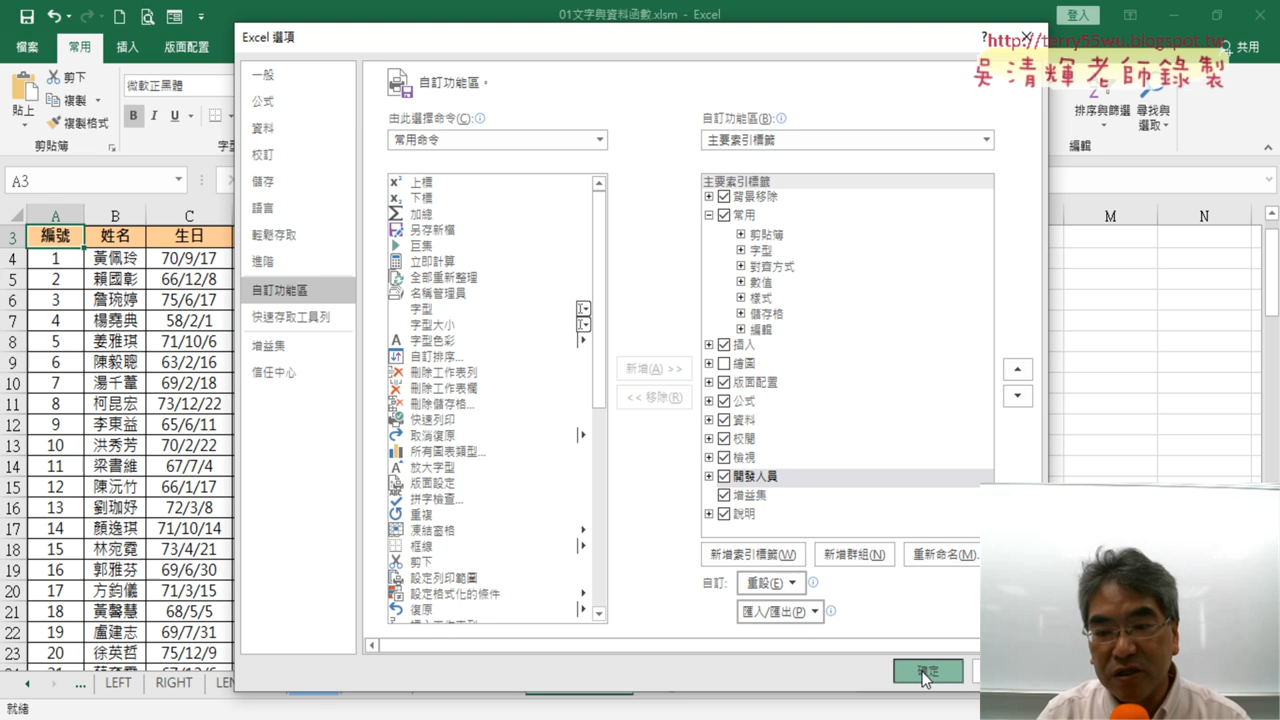 01文字與資料函數.xlsm - Excel
登入
檔案
常用
插入
版面配置
共用
http://terry55wu.blogspot.tw
吳清輝老師錄製
貼上
剪下
複製
複製格式
剪貼簿
微軟正黑體
B I U
字型
排序與篩選
尋找與
選取
編輯
A3
A B C M N
3 編號 姓名 生日
4 1 黃佩玲 70/9/17
5 2 賴國彰 66/12/8
6 3 詹琬婷 75/6/17
7 4 楊堯典 58/2/1
8 5 姜雅琪 71/10/6
9 6 陳毅聰 63/2/16
10 7 湯千薑 69/2/18
11 8 柯昆宏 73/12/22
12 9 李東益 65/6/11
13 10 洪秀芳 70/2/22
14 11 梁書維 67/7/4
15 12 陳沅竹 66/1/17
16 13 劉珈妤 72/3/8
17 14 顏逸琪 71/10/14
18 15 林宛霓 73/4/21
19 16 郭雅芬 69/6/30
20 17 方鈞儀 71/3/15
21 18 黃馨慧 68/5/5
22 19 盧建志 69/7/31
23 20 徐英哲 75/12/9
...
LEFT
RIGHT
就緒
Excel 選項
?
一般
公式
資料
校訂
儲存
語言
輕鬆存取
進階
自訂功能區
快速存取工具列
增益集
信任中心
自訂功能區。
由此選擇命令(C):
常用命令
上標
下標
加總
另存新檔
巨集
立即計算
全部重新整理
名稱管理員
字型
字型大小
字型色彩
自訂排序...
刪除工作表列
刪除工作表欄
刪除儲存格...
快速列印
取消復原
所有圖表類型...
放大字型
版面設定
拼字檢查...
重複
凍結窗格
框線
剪下
設定列印範圍
設定格式化的條件
復原
新增(A) >>
<< 移除(R)
自訂功能區(B):
主要索引標籤
主要索引標籤
背景移除
常用
剪貼簿
字型
對齊方式
數值
樣式
儲存格
編輯
插入
繪圖
版面配置
公式
資料
校閱
檢視
開發人員
增益集
說明
新增索引標籤(W)
新增群組(N)
重新命名(M)
自訂:
重設(E)
匯入/匯出(P)
確定